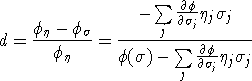 d = \frac{\phi_\eta - \phi_\sigma}{\phi_\eta} = \frac{-\sum_j \frac{\partial \phi}{\partial \sigma_j} \eta_j \sigma_j}{\phi(\sigma) - \sum_j \frac{\partial \phi}{\partial \sigma_j} \eta_j \sigma_j}